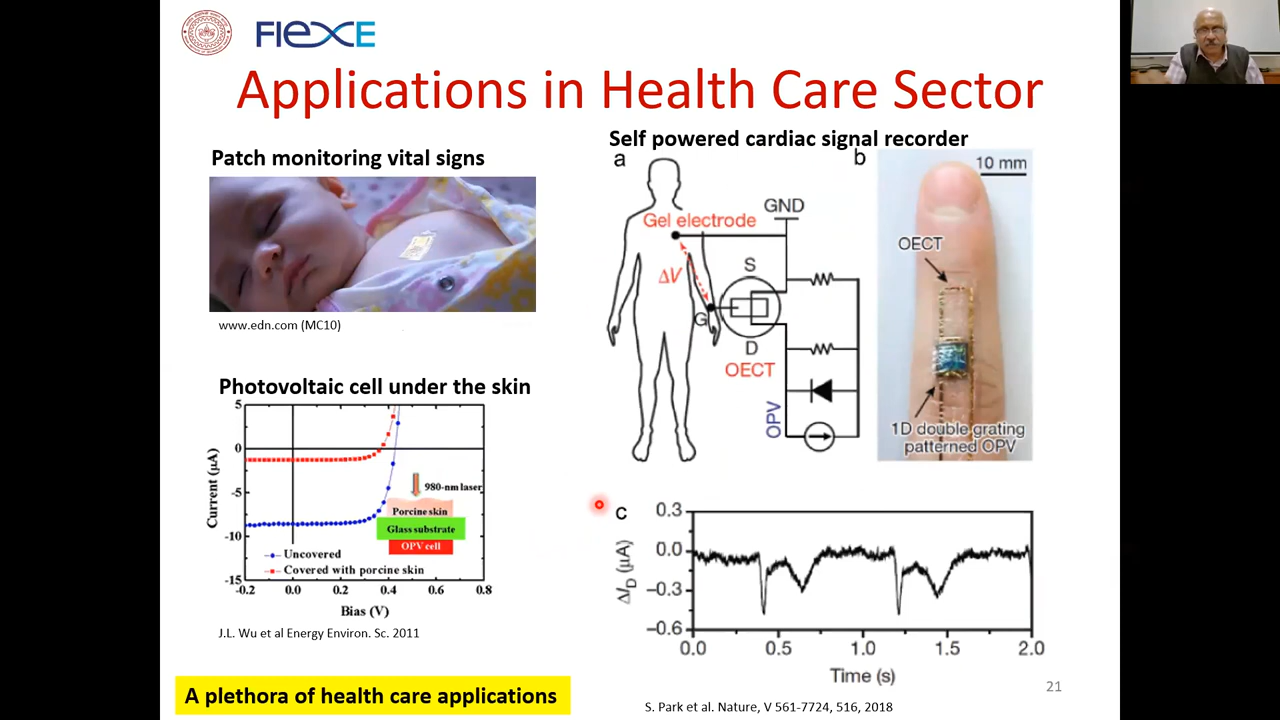 FlexE
Applications in Health Care Sector
Patch monitoring vital signs
www.edn.com (MC10)
Photovoltaic cell under the skin
5
0
-5
-10
-15
Current (µA)
980-nm laser
Porcine skin
Glass substrate
OPV cell
Uncovered
Covered with porcine skin
-0.2 0.0 0.2 0.4 0.6 0.8
Bias (V)
J.L. Wu et al Energy Environ. Sc. 2011
A plethora of health care applications
Self powered cardiac signal recorder
a
Gel electrode
GND
ΔV
S
G
D
OECT
OPV
b
10 mm
OECT
1D double grating
patterned OPV
c
0.3
0.0
−0.3
−0.6
ΔI_D (µA)
0.0 0.5 1.0 1.5 2.0
Time (s)
S. Park et al. Nature, V 561-7724, 516, 2018
21